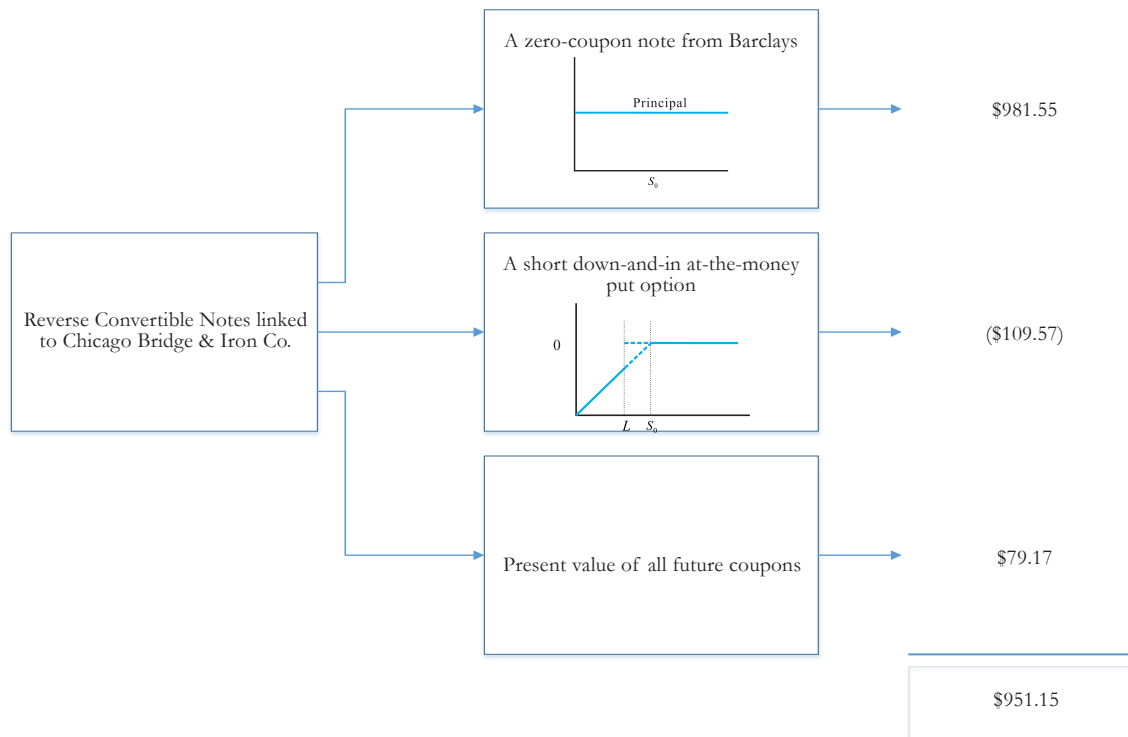 A zero-coupon note from Barclays
Principal
S₀
$981.55
Reverse Convertible Notes linked
to Chicago Bridge & Iron Co.
A short down-and-in at-the-money
put option
0
L S₀
($109.57)
Present value of all future coupons
$79.17
$951.15